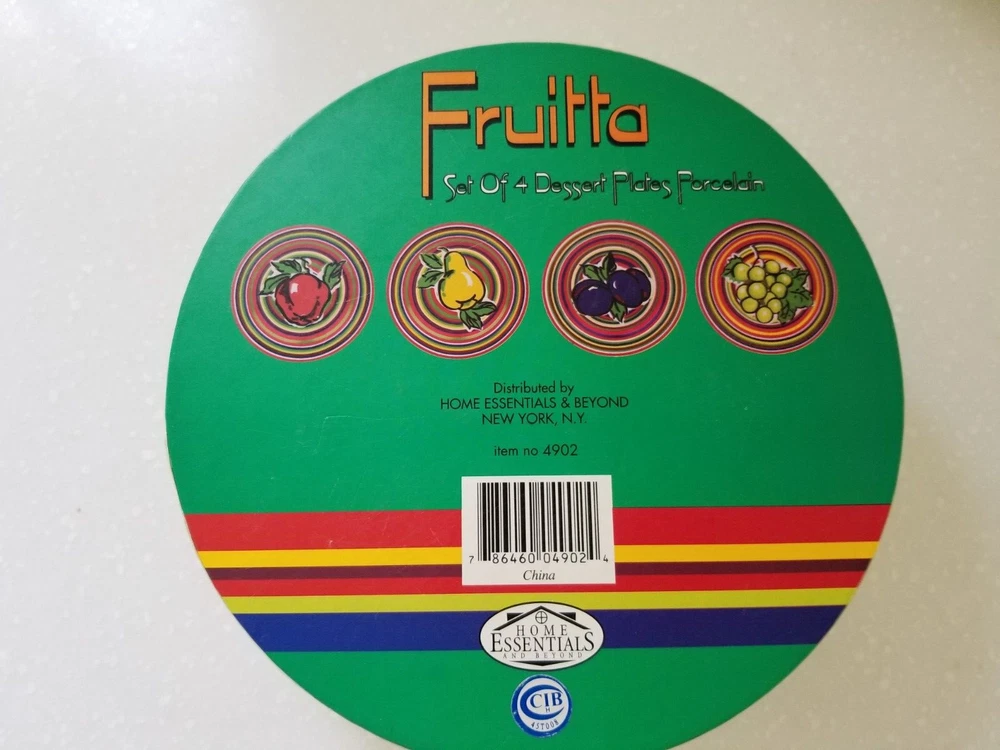 Fruitta
Set Of 4 Dessert Plates Porcelain
Distributed by
HOME ESSENTIALS & BEYOND
NEW YORK, N.Y.
item no 4902
7 86460 04902 4
China
HOME
ESSENTIALS
AND BEYOND
CIB
H
45T008